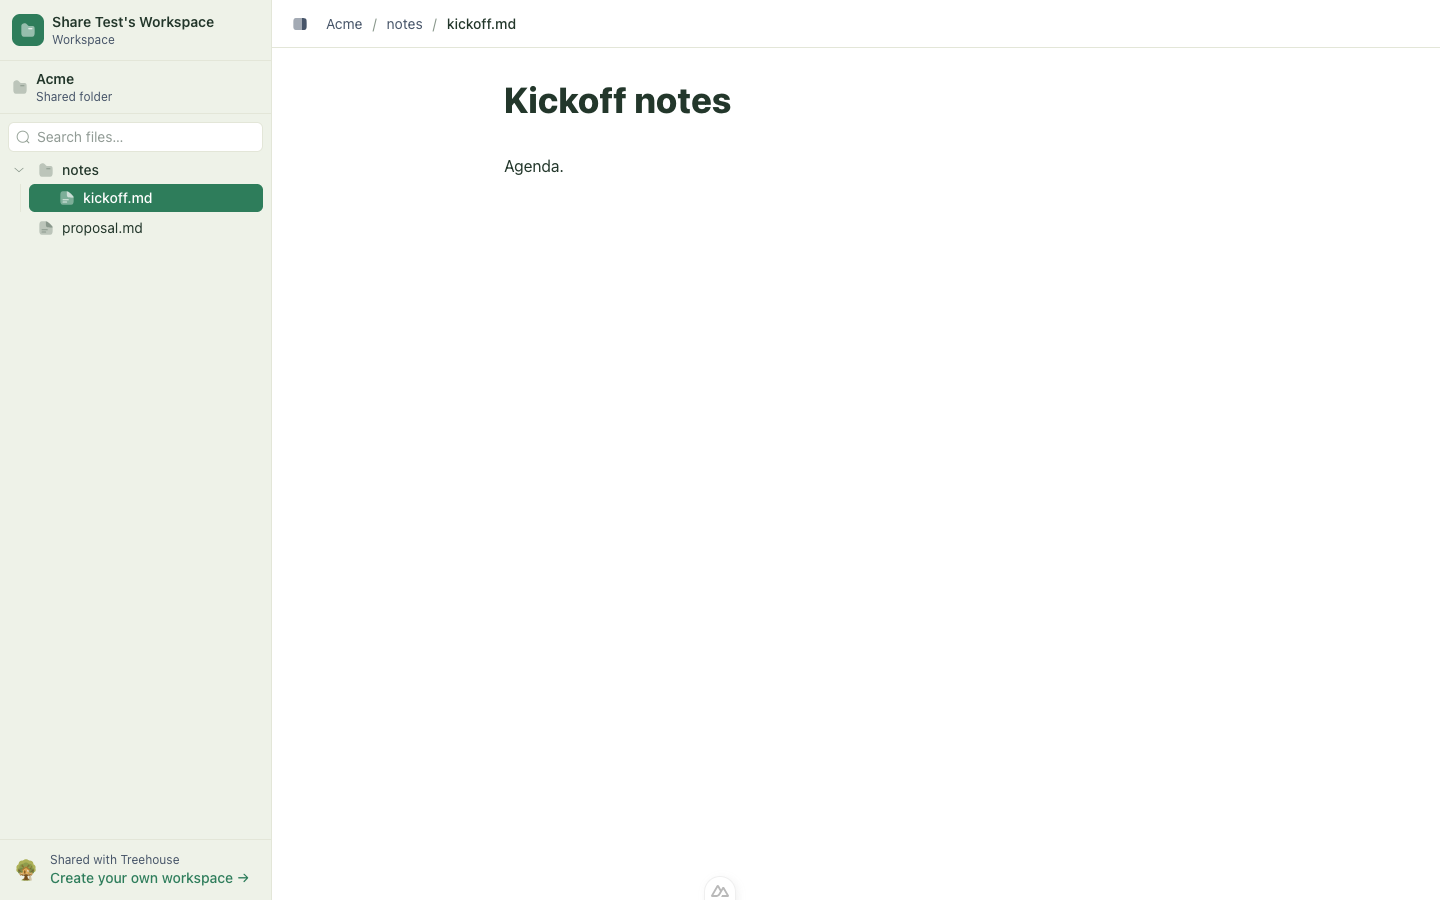 Share Test's Workspace
Workspace
Acme
Shared folder
Search files...
notes
kickoff.md
proposal.md
Shared with Treehouse
Create your own workspace →
Acme / notes / kickoff.md
Kickoff notes
Agenda.